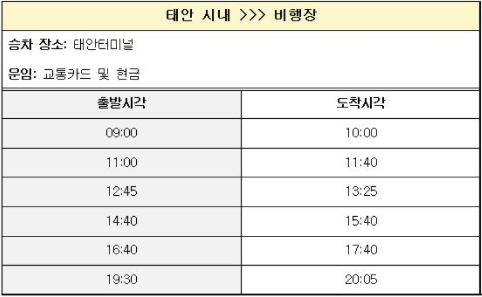 태안 시내 >>> 비행장
승차 장소: 태안터미널
운임: 교통카드 및 현금
출발시각 도착시각
09:00 10:00
11:00 11:40
12:45 13:25
14:40 15:40
16:40 17:40
19:30 20:05